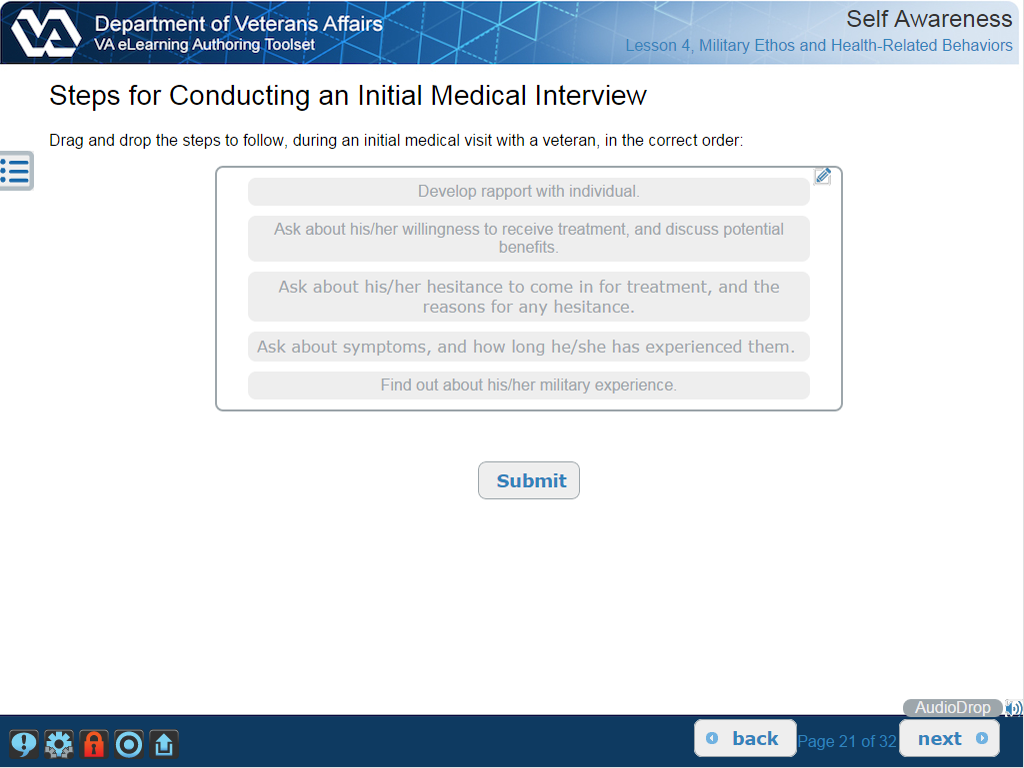 VA
Department of Veterans Affairs
VA eLearning Authoring Toolset
Self Awareness
Lesson 4, Military Ethos and Health-Related Behaviors
Steps for Conducting an Initial Medical Interview
Drag and drop the steps to follow, during an initial medical visit with a veteran, in the correct order:
Develop rapport with individual.
Ask about his/her willingness to receive treatment, and discuss potential
benefits.
Ask about his/her hesitance to come in for treatment, and the
reasons for any hesitance.
Ask about symptoms, and how long he/she has experienced them.
Find out about his/her military experience.
Submit
AudioDrop
back
Page 21 of 32
next